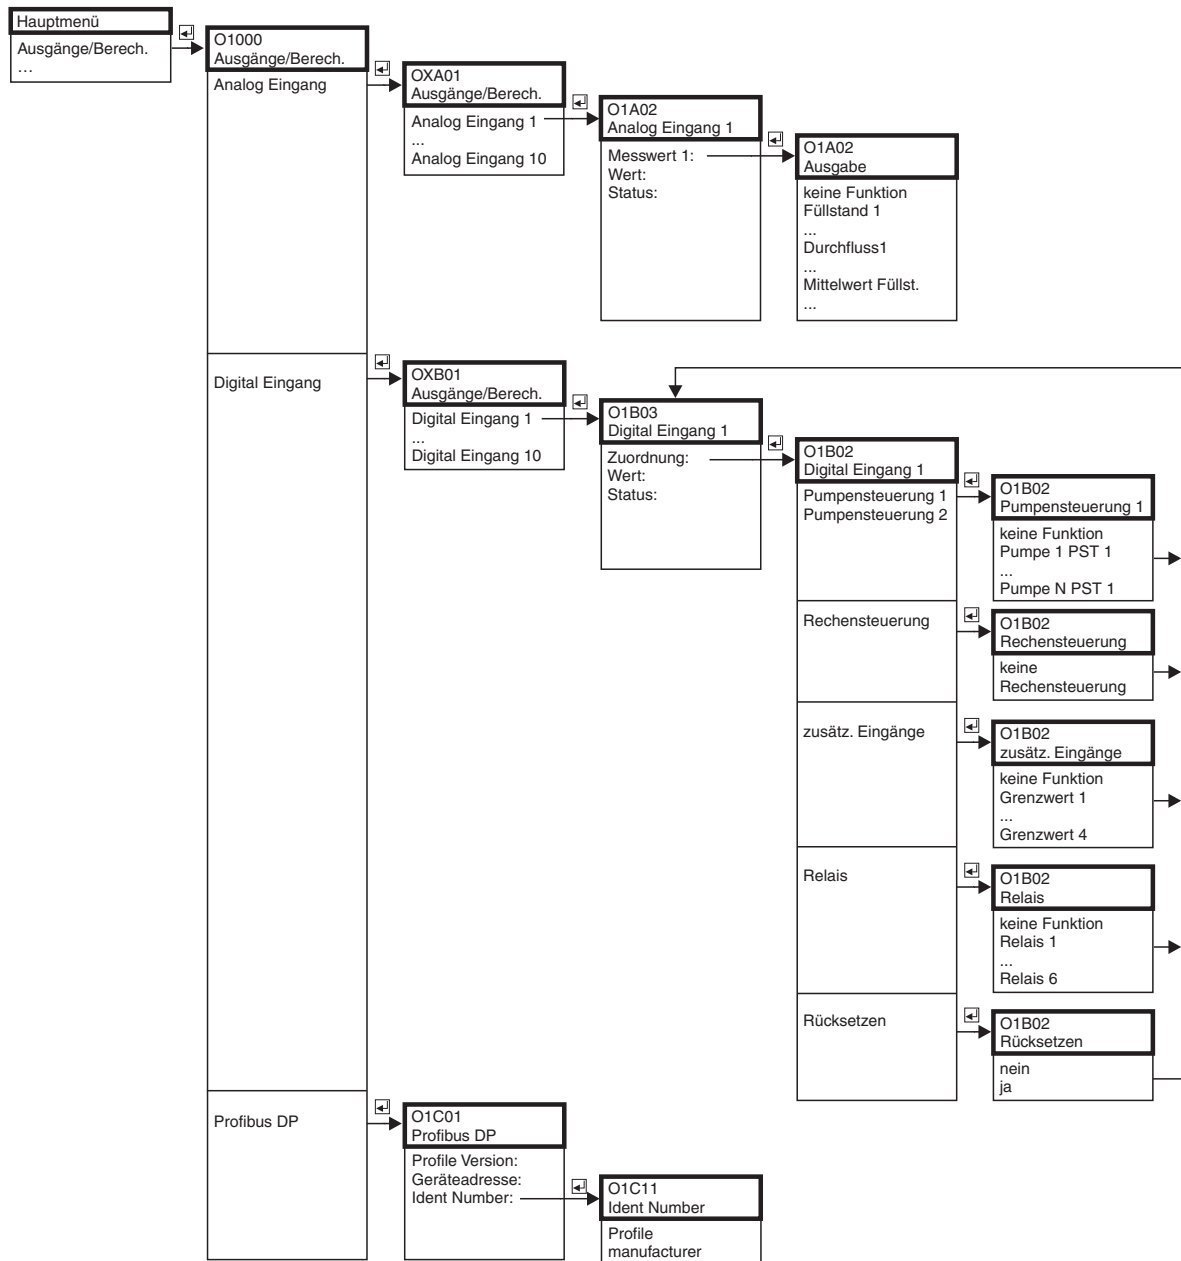 Hauptmenü
Ausgänge/Berech.
...
O1000
Ausgänge/Berech.
Analog Eingang
OXA01
Ausgänge/Berech.
Analog Eingang 1
...
Analog Eingang 10
O1A02
Analog Eingang 1
Messwert 1:
Wert:
Status:
O1A02
Ausgabe
keine Funktion
Füllstand 1
...
Durchfluss1
...
Mittelwert Füllst.
...
Digital Eingang
OXB01
Ausgänge/Berech.
Digital Eingang 1
...
Digital Eingang 10
O1B03
Digital Eingang 1
Zuordnung:
Wert:
Status:
O1B02
Digital Eingang 1
Pumpensteuerung 1
Pumpensteuerung 2
O1B02
Pumpensteuerung 1
keine Funktion
Pumpe 1 PST 1
...
Pumpe N PST 1
Rechensteuerung
O1B02
Rechensteuerung
keine
Rechensteuerung
zusätz. Eingänge
O1B02
zusätz. Eingänge
keine Funktion
Grenzwert 1
...
Grenzwert 4
Relais
O1B02
Relais
keine Funktion
Relais 1
...
Relais 6
Rücksetzen
O1B02
Rücksetzen
nein
ja
Profibus DP
O1C01
Profibus DP
Profile Version:
Geräteadresse:
Ident Number:
O1C11
Ident Number
Profile
manufacturer